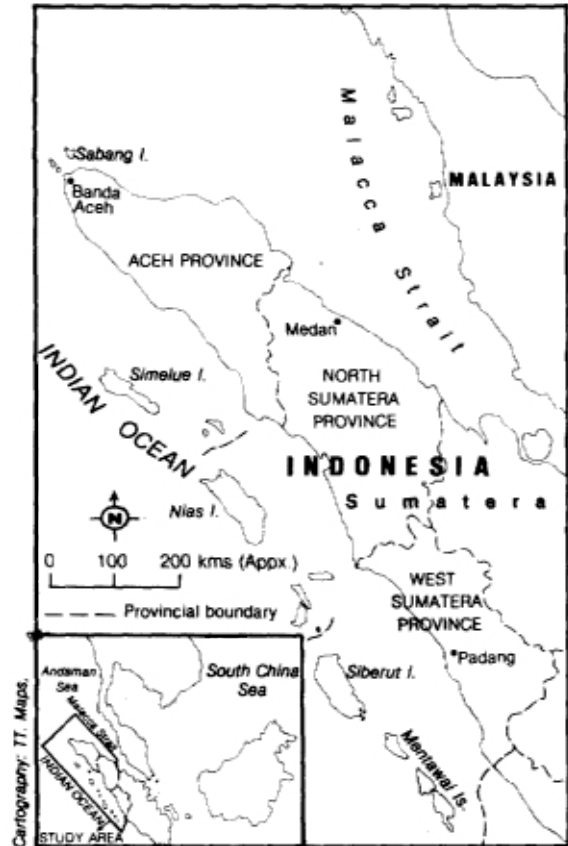 Malacca Strait
MALAYSIA
Sabang I.
Banda
Aceh
ACEH PROVINCE
Medan
Simelue I.
INDIAN OCEAN
NORTH
SUMATERA
PROVINCE
INDONESIA
Sumatera
N
Nias I.
0 100 200 kms (Appx.)
Provincial boundary
WEST
SUMATERA
PROVINCE
Padang
Siberut I.
Mentawai Is.
Andaman
Sea
South China
Sea
Malacca Strait
INDIAN OCEAN
STUDY AREA
Cartography: TT. Maps.